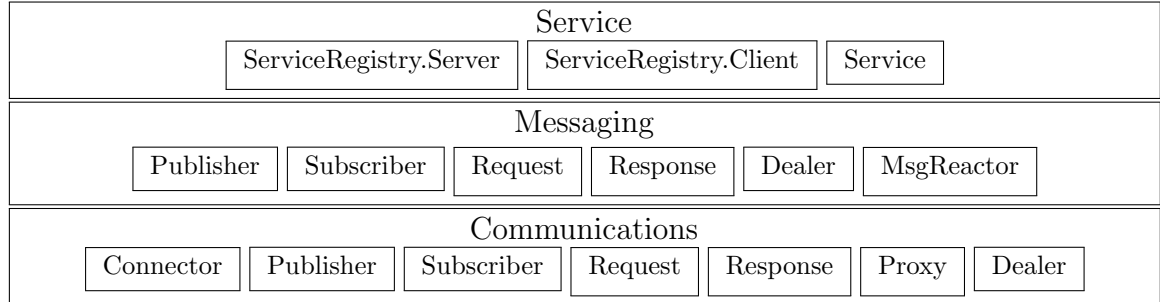 Service
ServiceRegistry.Server ServiceRegistry.Client Service
Messaging
Publisher Subscriber Request Response Dealer MsgReactor
Communications
Connector Publisher Subscriber Request Response Proxy Dealer